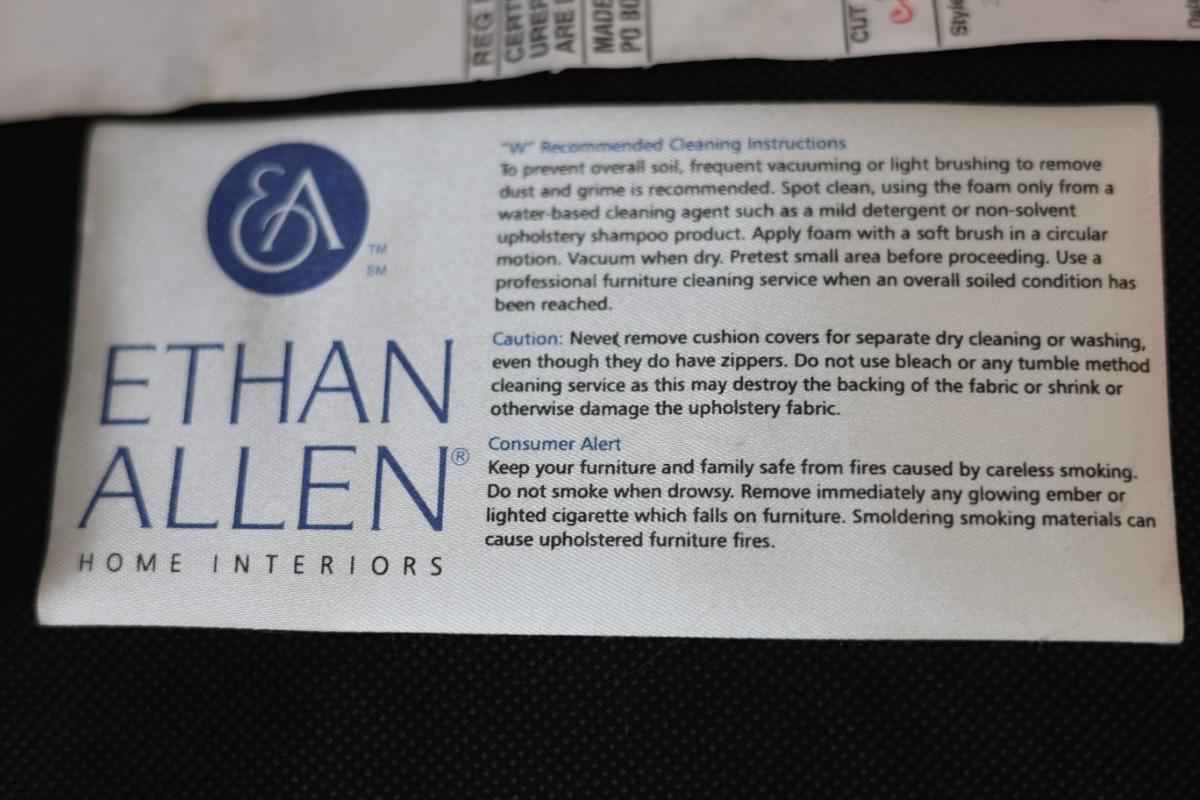 REG
CERT
URER
ARE
MADE
PO BO
CUT
Style
EA
TM
SM
ETHAN
ALLEN®
HOME INTERIORS
"W" Recommended Cleaning Instructions
To prevent overall soil, frequent vacuuming or light brushing to remove
dust and grime is recommended. Spot clean, using the foam only from a
water-based cleaning agent such as a mild detergent or non-solvent
upholstery shampoo product. Apply foam with a soft brush in a circular
motion. Vacuum when dry. Pretest small area before proceeding. Use a
professional furniture cleaning service when an overall soiled condition has
been reached.
Caution: Never remove cushion covers for separate dry cleaning or washing,
even though they do have zippers. Do not use bleach or any tumble method
cleaning service as this may destroy the backing of the fabric or shrink or
otherwise damage the upholstery fabric.
Consumer Alert
Keep your furniture and family safe from fires caused by careless smoking.
Do not smoke when drowsy. Remove immediately any glowing ember or
lighted cigarette which falls on furniture. Smoldering smoking materials can
cause upholstered furniture fires.